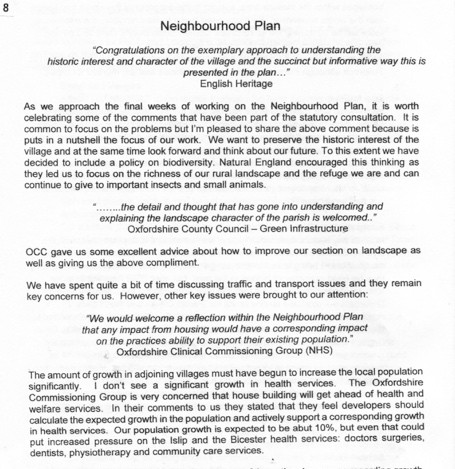 8
Neighbourhood Plan
"Congratulations on the exemplary approach to understanding the
historic interest and character of the village and the succinct but informative way this is
presented in the plan…"
English Heritage
As we approach the final weeks of working on the Neighbourhood Plan, it is worth
celebrating some of the comments that have been part of the statutory consultation. It is
common to focus on the problems but I'm pleased to share the above comment because is
puts in a nutshell the focus of our work. We want to preserve the historic interest of the
village and at the same time look forward and think about our future. To this extent we have
decided to include a policy on biodiversity. Natural England encouraged this thinking as
they led us to focus on the richness of our rural landscape and the refuge we are and can
continue to give to important insects and small animals.
"……..the detail and thought that has gone into understanding and
explaining the landscape character of the parish is welcomed.."
Oxfordshire County Council – Green Infrastructure
OCC gave us some excellent advice about how to improve our section on landscape as
well as giving us the above compliment.
We have spent quite a bit of time discussing traffic and transport issues and they remain
key concerns for us. However, other key issues were brought to our attention:
"We would welcome a reflection within the Neighbourhood Plan
that any impact from housing would have a corresponding impact
on the practices ability to support their existing population."
Oxfordshire Clinical Commissioning Group (NHS)
The amount of growth in adjoining villages must have begun to increase the local population
significantly. I don't see a significant growth in health services. The Oxfordshire
Commissioning Group is very concerned that house building will get ahead of health and
welfare services. In their comments to us they stated that they feel developers should
calculate the expected growth in the population and actively support a corresponding growth
in health services. Our population growth is expected to be abut 10%, but even that could
put increased pressure on the Islip and the Bicester health services: doctors surgeries,
dentists, physiotherapy and community care services.